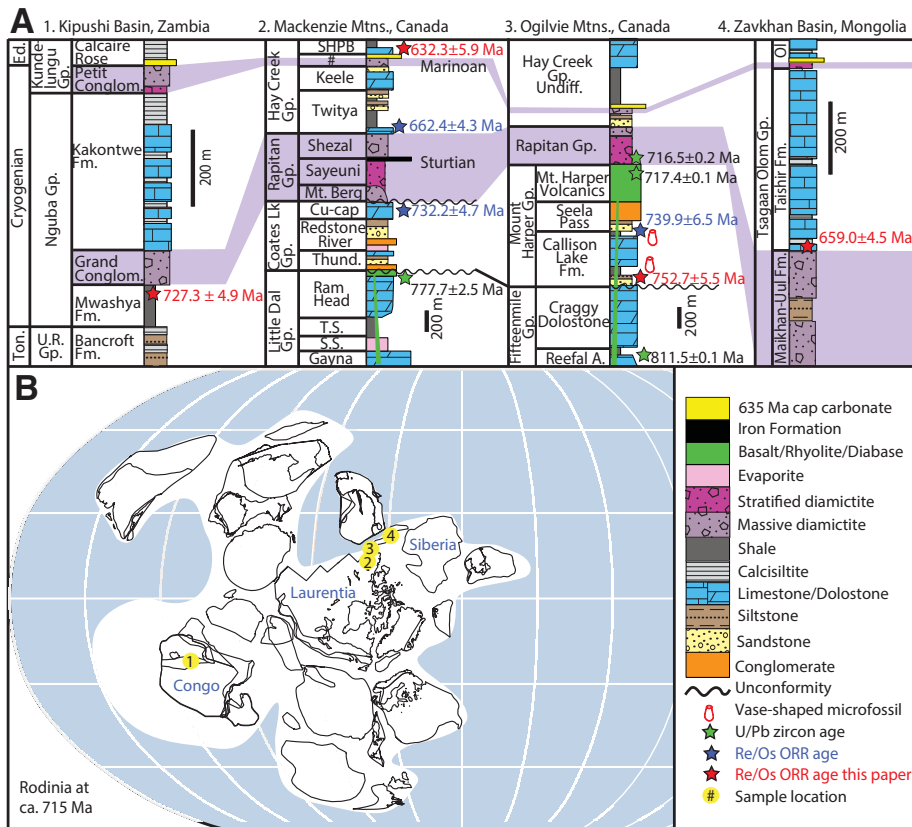 A
1. Kipushi Basin, Zambia
2. Mackenzie Mtns., Canada
3. Ogilvie Mtns., Canada
4. Zavkhan Basin, Mongolia
Ed.
Cryogenian
Ton.
Kunde-
lungu
Gp.
Nguba Gp.
U.R.
Gp.
Calcaire
Rose
Petit
Conglom.
Kakontwe
Fm.
Grand
Conglom.
Mwashya
Fm.
Bancroft
Fm.
200 m
727.3 ± 4.9 Ma
Hay Creek
Gp.
Rapitan
Gp.
Coates Lk
Gp.
Little Dal
Gp.
SHPB
#
Keele
Twitya
Shezal
Sayeuni
Mt. Berg
Cu-cap
Redstone
River
Thund.
Ram
Head
T.S.
S.S.
Gayna
632.3±5.9 Ma
Marinoan
662.4±4.3 Ma
Sturtian
732.2±4.7 Ma
777.7±2.5 Ma
200 m
Hay Creek
Gp.
Undiff.
Rapitan Gp.
Mount
Harper Gp.
Mt. Harper
Volcanics
Seela
Pass
Callison
Lake
Fm.
Fifteenmile
Gp.
Craggy
Dolostone
Reefal A.
716.5±0.2 Ma
717.4±0.1 Ma
739.9±6.5 Ma
752.7±5.5 Ma
811.5±0.1 Ma
200 m
Tsagaan Olom Gp.
Ol
Taishir Fm.
Maikhan-Uul Fm.
200 m
659.0±4.5 Ma
B
4
3
2
Siberia
Laurentia
1
Congo
Rodinia at
ca. 715 Ma
635 Ma cap carbonate
Iron Formation
Basalt/Rhyolite/Diabase
Evaporite
Stratified diamictite
Massive diamictite
Shale
Calcisiltite
Limestone/Dolostone
Siltstone
Sandstone
Conglomerate
Unconformity
Vase-shaped microfossil
U/Pb zircon age
Re/Os ORR age
Re/Os ORR age this paper
# Sample location